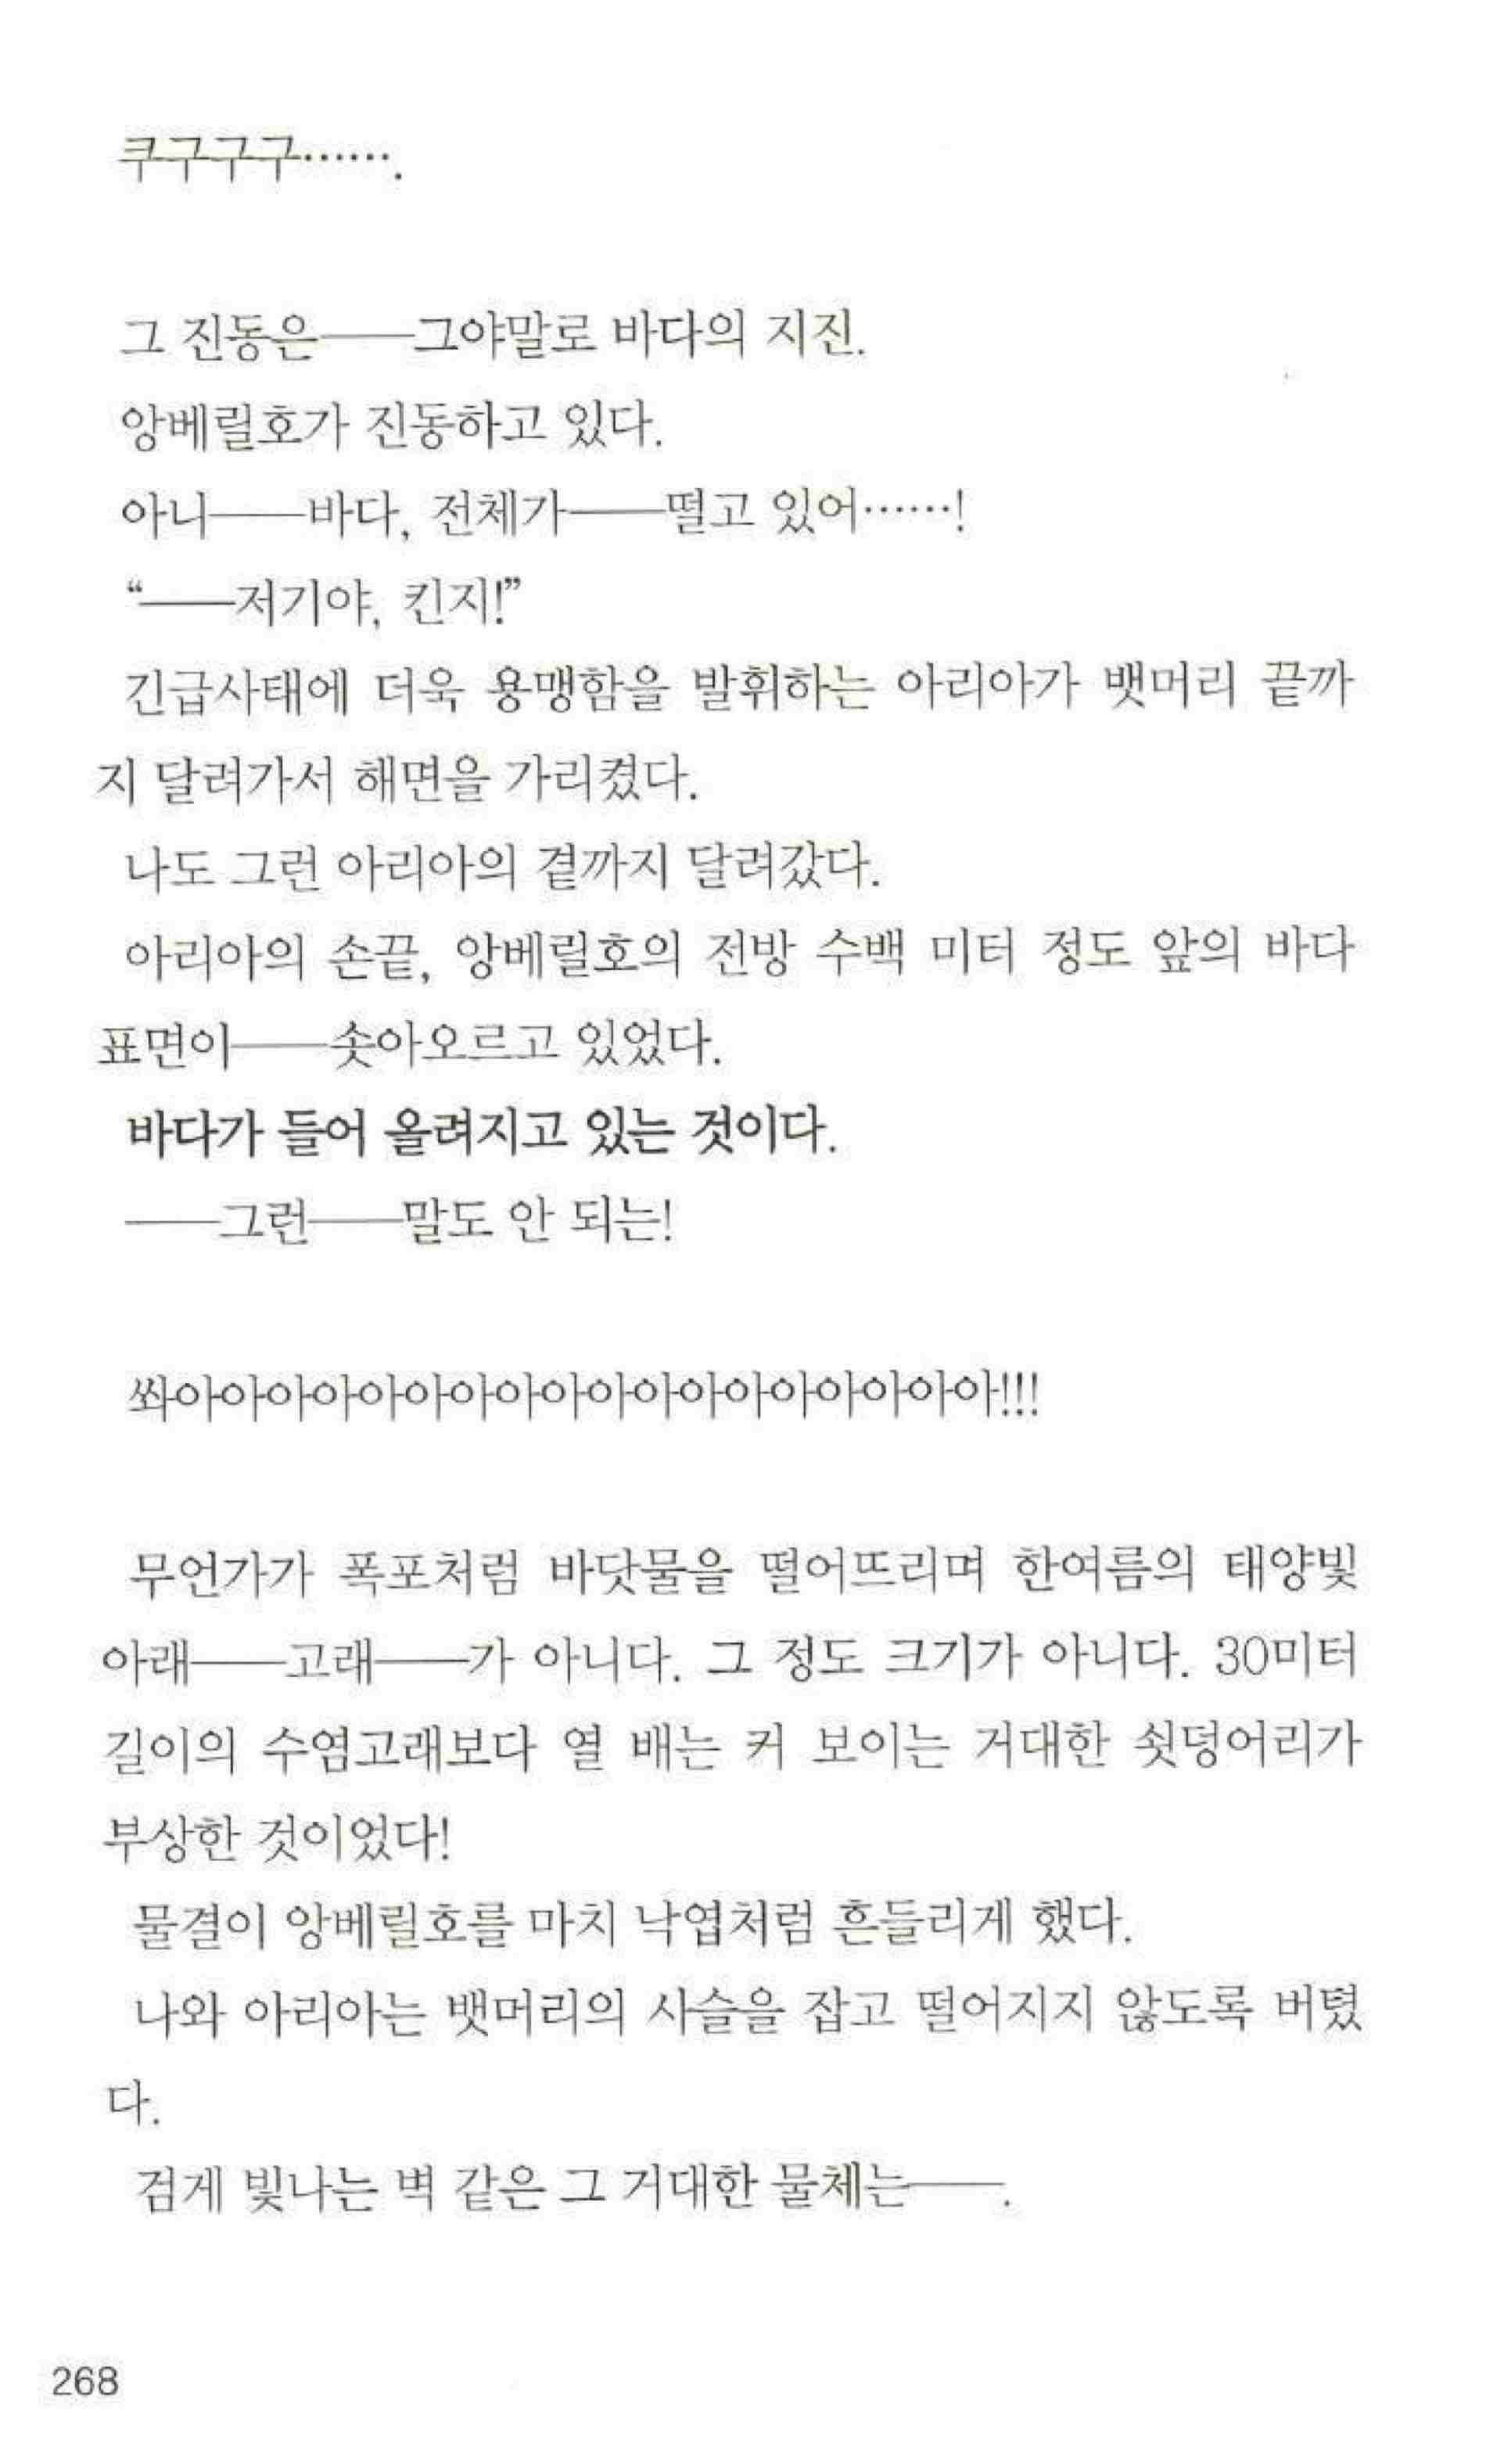 쿠구구구…….
그 진동은――그야말로 바다의 지진.
앙베릴호가 진동하고 있다.
아니――바다, 전체가――떨고 있어……!
“――저기야, 킨지!”
긴급사태에 더욱 용맹함을 발휘하는 아리아가 뱃머리 끝까
지 달려가서 해면을 가리켰다.
나도 그런 아리아의 곁까지 달려갔다.
아리아의 손끝, 앙베릴호의 전방 수백 미터 정도 앞의 바다
표면이――솟아오르고 있었다.
바다가 들어 올려지고 있는 것이다.
――그런――말도 안 되는!
쏴아아아아아아아아아아아아아아아아아아!!!
무언가가 폭포처럼 바닷물을 떨어뜨리며 한여름의 태양빛
아래――고래――가 아니다. 그 정도 크기가 아니다. 30미터
길이의 수염고래보다 열 배는 커 보이는 거대한 쇳덩어리가
부상한 것이었다!
물결이 앙베릴호를 마치 낙엽처럼 흔들리게 했다.
나와 아리아는 뱃머리의 사슬을 잡고 떨어지지 않도록 버텼
다.
검게 빛나는 벽 같은 그 거대한 물체는――.
268